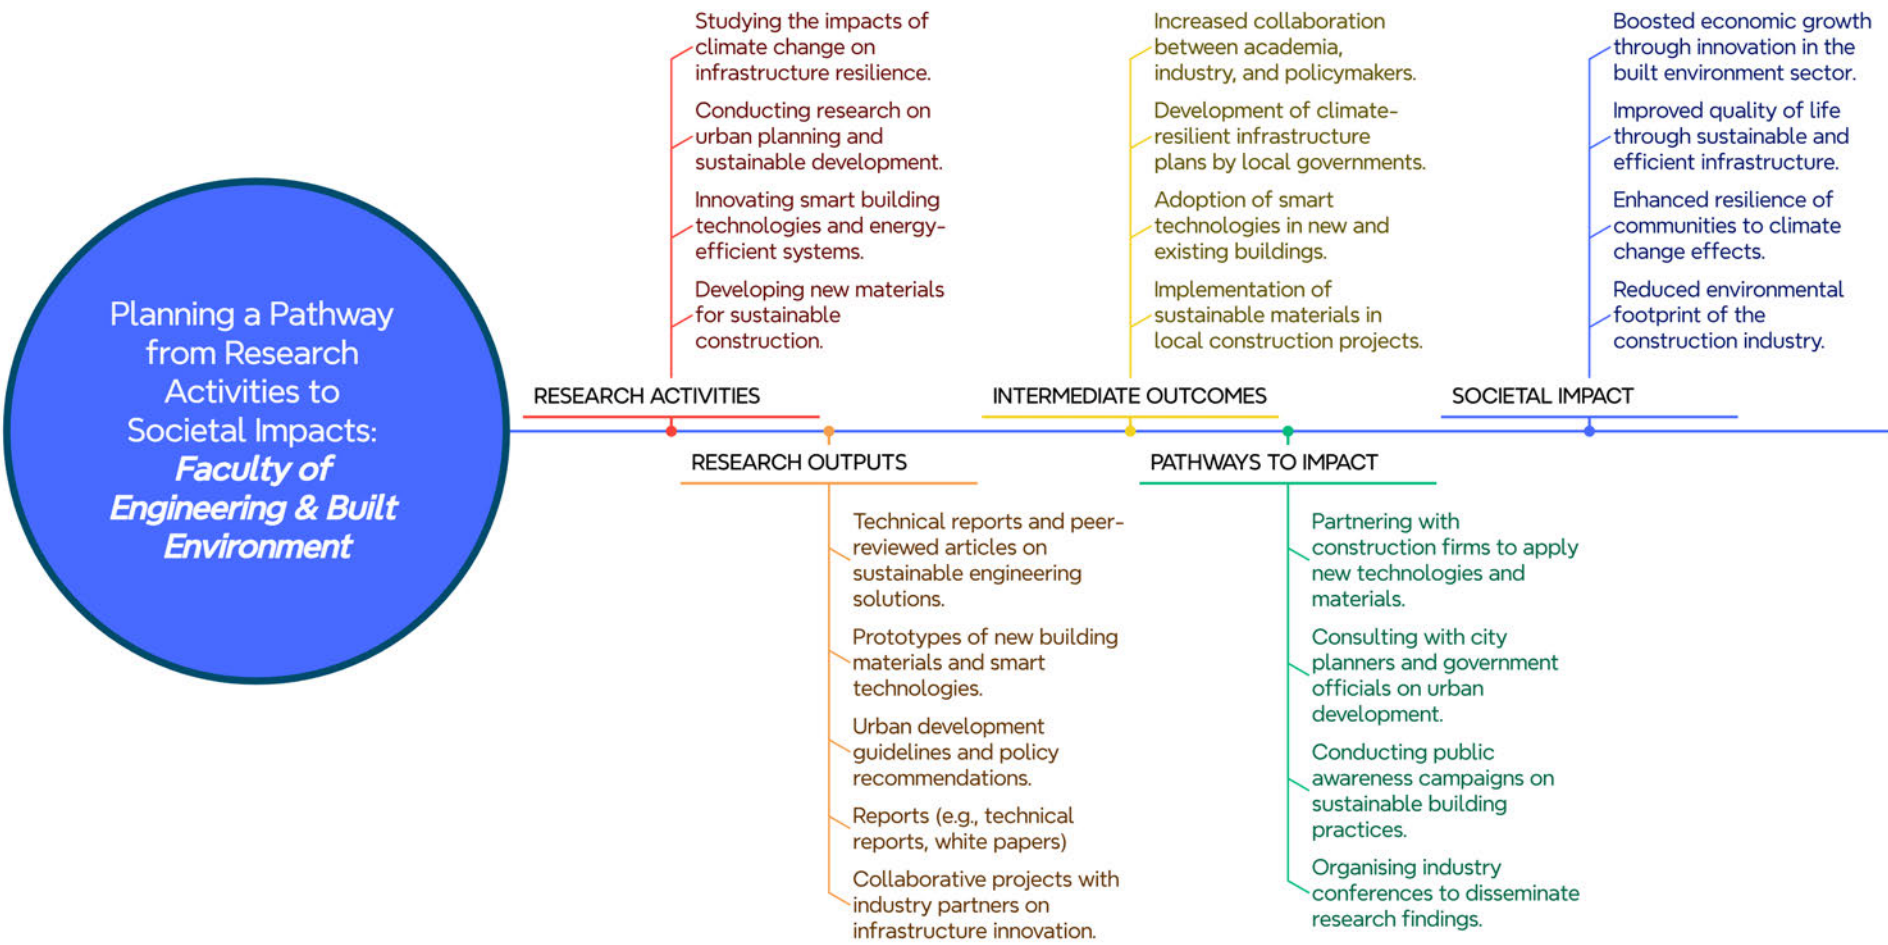 Planning a Pathway
from Research
Activities to
Societal Impacts:
Faculty of
Engineering & Built
Environment
Studying the impacts of
climate change on
infrastructure resilience.
Conducting research on
urban planning and
sustainable development.
Innovating smart building
technologies and energy-
efficient systems.
Developing new materials
for sustainable
construction.
RESEARCH ACTIVITIES
RESEARCH OUTPUTS
Technical reports and peer-
reviewed articles on
sustainable engineering
solutions.
Prototypes of new building
materials and smart
technologies.
Urban development
guidelines and policy
recommendations.
Reports (e.g., technical
reports, white papers)
Collaborative projects with
industry partners on
infrastructure innovation.
Increased collaboration
between academia,
industry, and policymakers.
Development of climate-
resilient infrastructure
plans by local governments.
Adoption of smart
technologies in new and
existing buildings.
Implementation of
sustainable materials in
local construction projects.
INTERMEDIATE OUTCOMES
PATHWAYS TO IMPACT
Partnering with
construction firms to apply
new technologies and
materials.
Consulting with city
planners and government
officials on urban
development.
Conducting public
awareness campaigns on
sustainable building
practices.
Organising industry
conferences to disseminate
research findings.
Boosted economic growth
through innovation in the
built environment sector.
Improved quality of life
through sustainable and
efficient infrastructure.
Enhanced resilience of
communities to climate
change effects.
Reduced environmental
footprint of the
construction industry.
SOCIETAL IMPACT